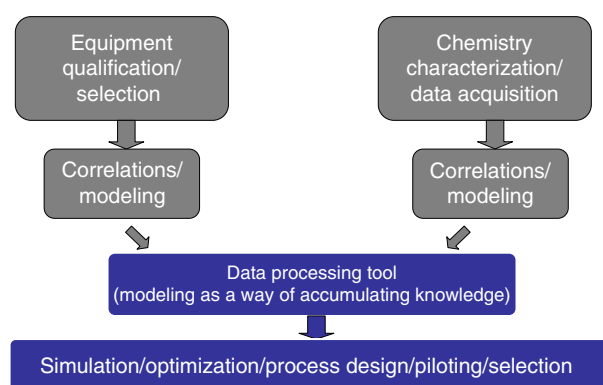 Equipment
qualification/
selection
Chemistry
characterization/
data acquisition
Correlations/
modeling
Correlations/
modeling
Data processing tool
(modeling as a way of accumulating knowledge)
Simulation/optimization/process design/piloting/selection